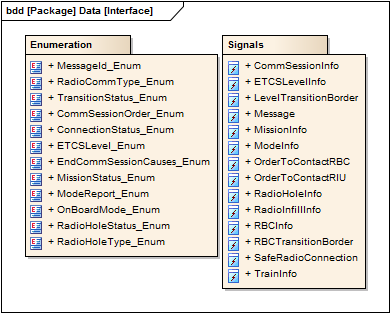 bdd [Package] Data [Interface]
Enumeration
+ MessageId_Enum
+ RadioCommType_Enum
+ TransitionStatus_Enum
+ CommSessionOrder_Enum
+ ConnectionStatus_Enum
+ ETCSLevel_Enum
+ EndCommSessionCauses_Enum
+ MissionStatus_Enum
+ ModeReport_Enum
+ OnBoardMode_Enum
+ RadioHoleStatus_Enum
+ RadioHoleType_Enum
Signals
+ CommSessionInfo
+ ETCSLevelInfo
+ LevelTransitionBorder
+ Message
+ MissionInfo
+ ModeInfo
+ OrderToContactRBC
+ OrderToContactRIU
+ RadioHoleInfo
+ RadioInfillInfo
+ RBCInfo
+ RBCTransitionBorder
+ SafeRadioConnection
+ TrainInfo